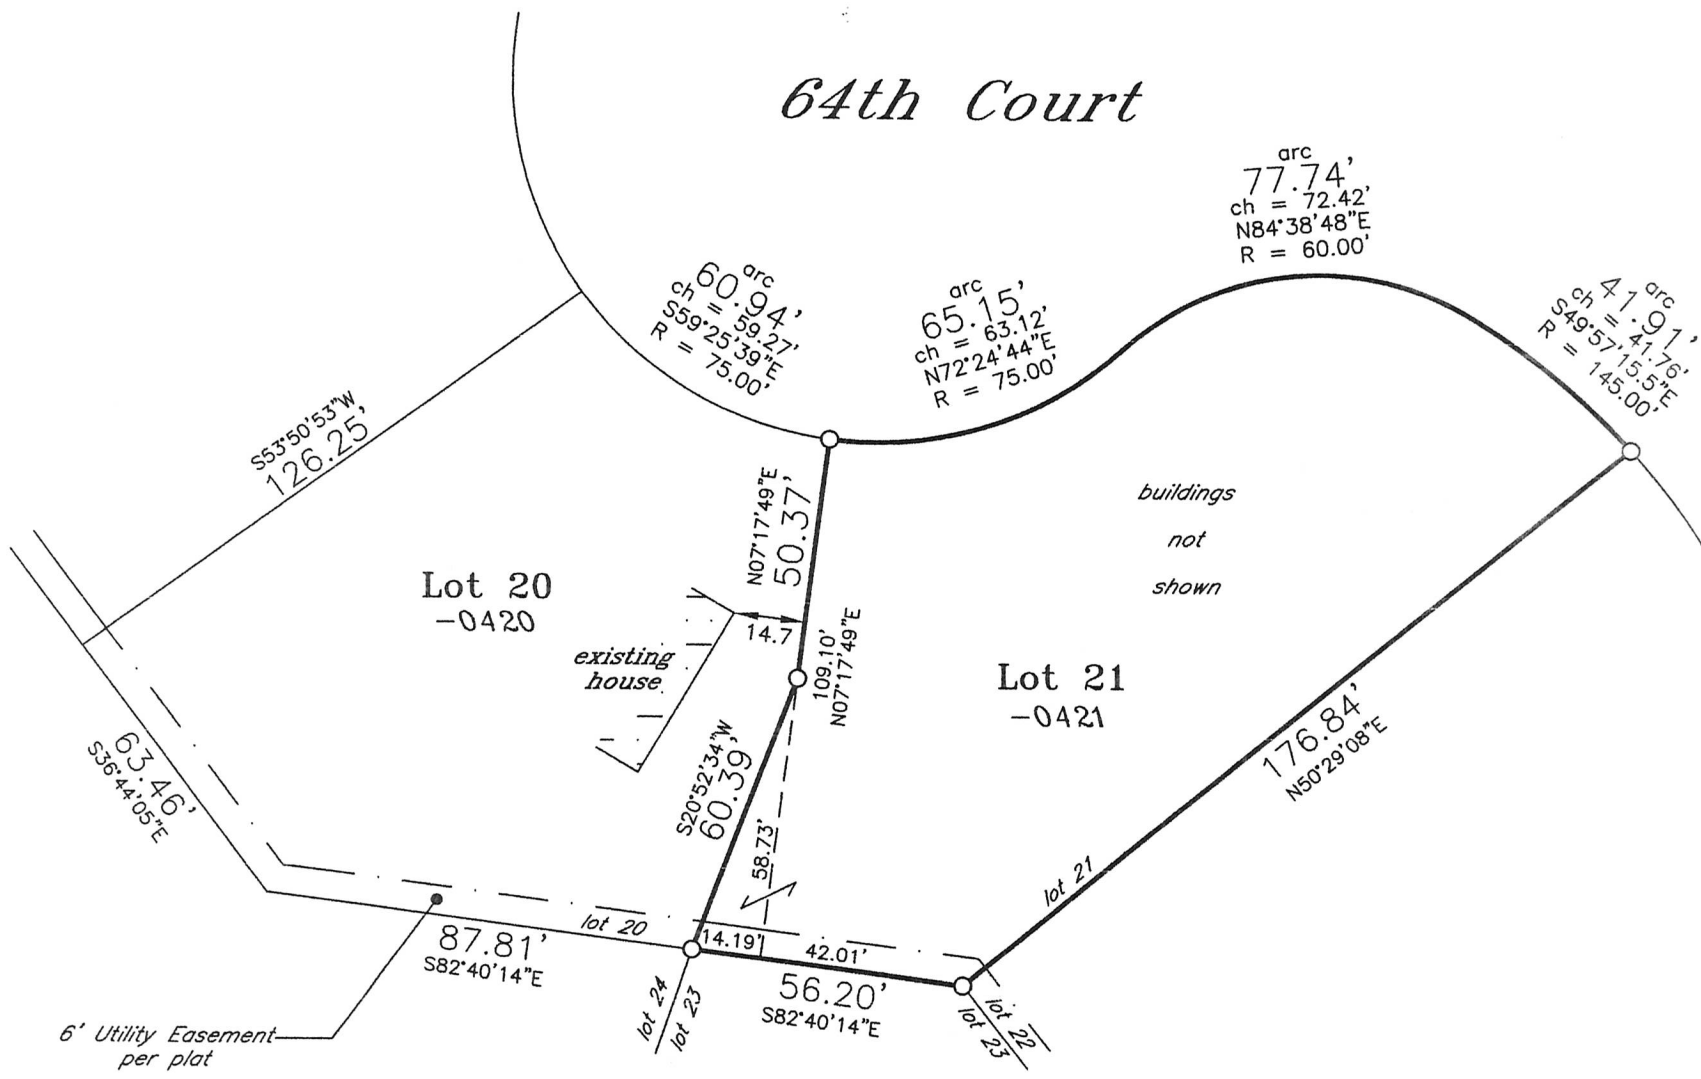 64th Court
arc
77.74'
ch = 72.42'
N84°38'48"E
R = 60.00'
arc
60.94'
ch = 59.27'
S59°25'39"E
R = 75.00'
arc
65.15'
ch = 63.12'
N72°24'44"E
R = 75.00'
arc
41.91'
ch = 41.76'
S49°57'15.5"E
R = 145.00'
S53°50'53"W
126.25'
N07°17'49"E
50.37'
buildings
not
shown
Lot 20
-0420
14.7
existing
house
109.10'
N07°17'49"E
Lot 21
-0421
176.84'
N50°29'08"E
63.46'
S36°44'05"E
S20°52'34"W
60.39'
58.73'
lot 21
lot 20
87.81'
S82°40'14"E
14.19'
42.01'
56.20'
S82°40'14"E
lot 24
lot 23
lot 22
lot 23
6' Utility Easement
per plat